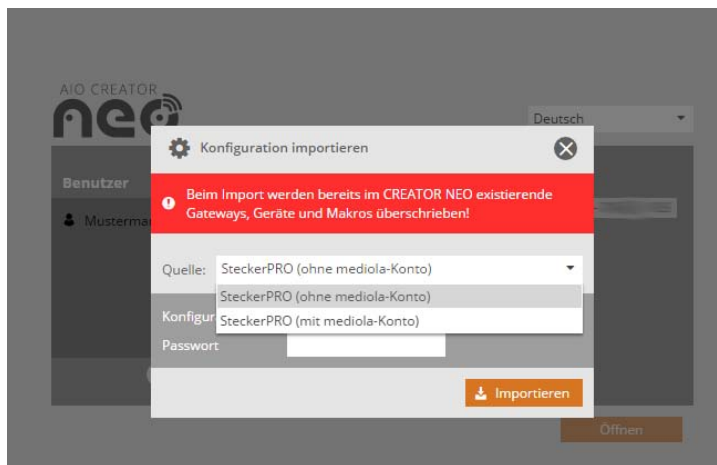 AIO CREATOR
neo
Deutsch
Konfiguration importieren
Benutzer
Beim Import werden bereits im CREATOR NEO existierende
Gateways, Geräte und Makros überschrieben!
Musterma
Quelle: SteckerPRO (ohne mediola-Konto)
SteckerPRO (ohne mediola-Konto)
Konfigur
SteckerPRO (mit mediola-Konto)
Passwort
Importieren
Öffnen